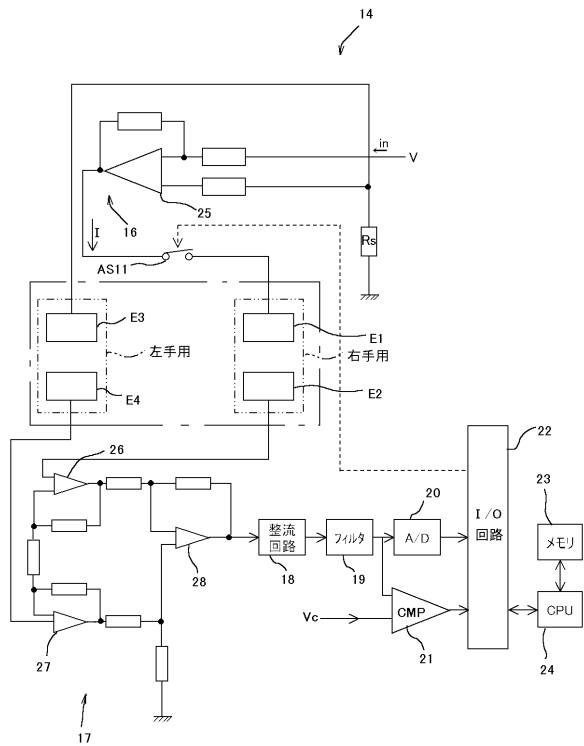 14
in
V
25
16
I
Rs
AS11
E3
E1
左手用
右手用
E4
E2
26
22
20
23
I/O
回路
整流
回路
フィルタ
A/D
メモリ
28
18
19
Vc
CMP
CPU
21
24
27
17